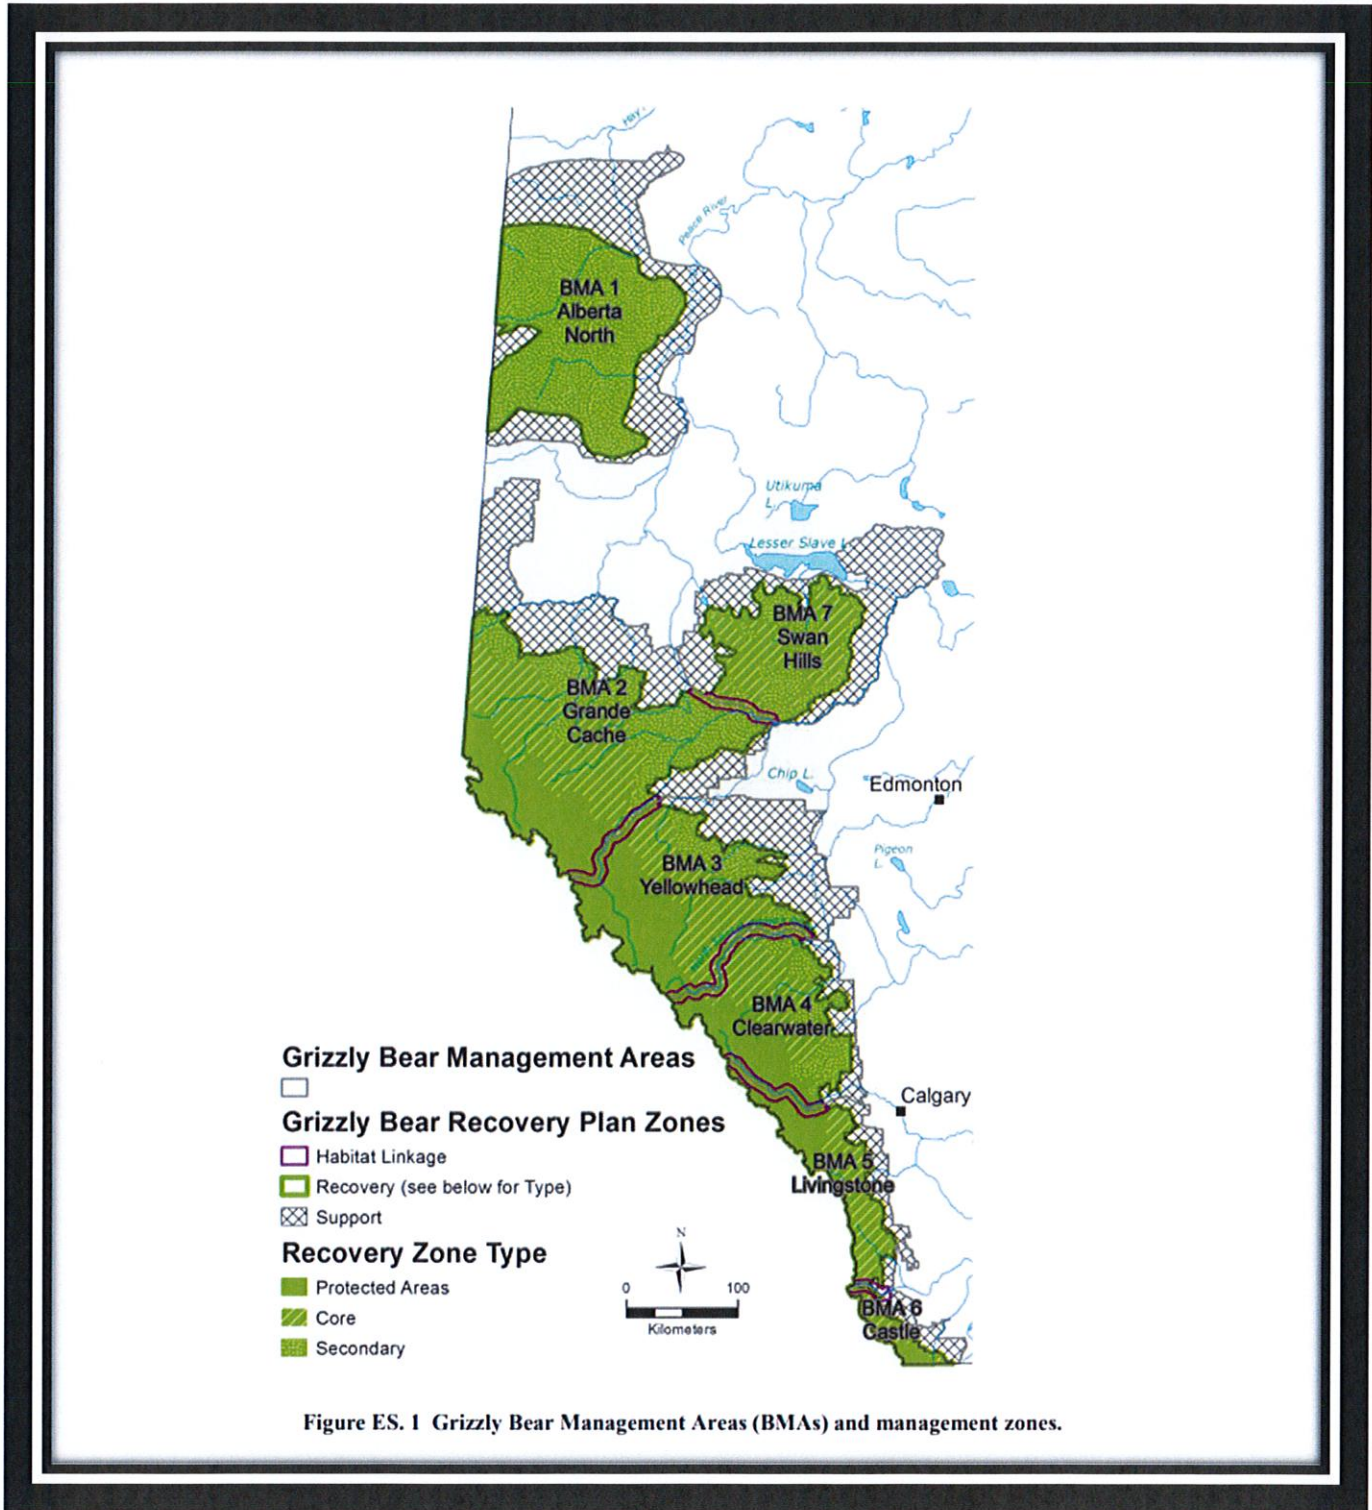 Hay
Peace River
BMA 1
Alberta
North
Utikuma
L.
Lesser Slave L
BMA 7
Swan
Hills
BMA 2
Grande
Cache
Chip L.
Edmonton
Pigeon
L.
BMA 3
Yellowhead
BMA 4
Clearwater
Calgary
BMA 5
Livingstone
BMA 6
Castle
Grizzly Bear Management Areas
Grizzly Bear Recovery Plan Zones
Habitat Linkage
Recovery (see below for Type)
Support
Recovery Zone Type
Protected Areas
Core
Secondary
N
0 100
Kilometers
Figure ES. 1 Grizzly Bear Management Areas (BMAs) and management zones.